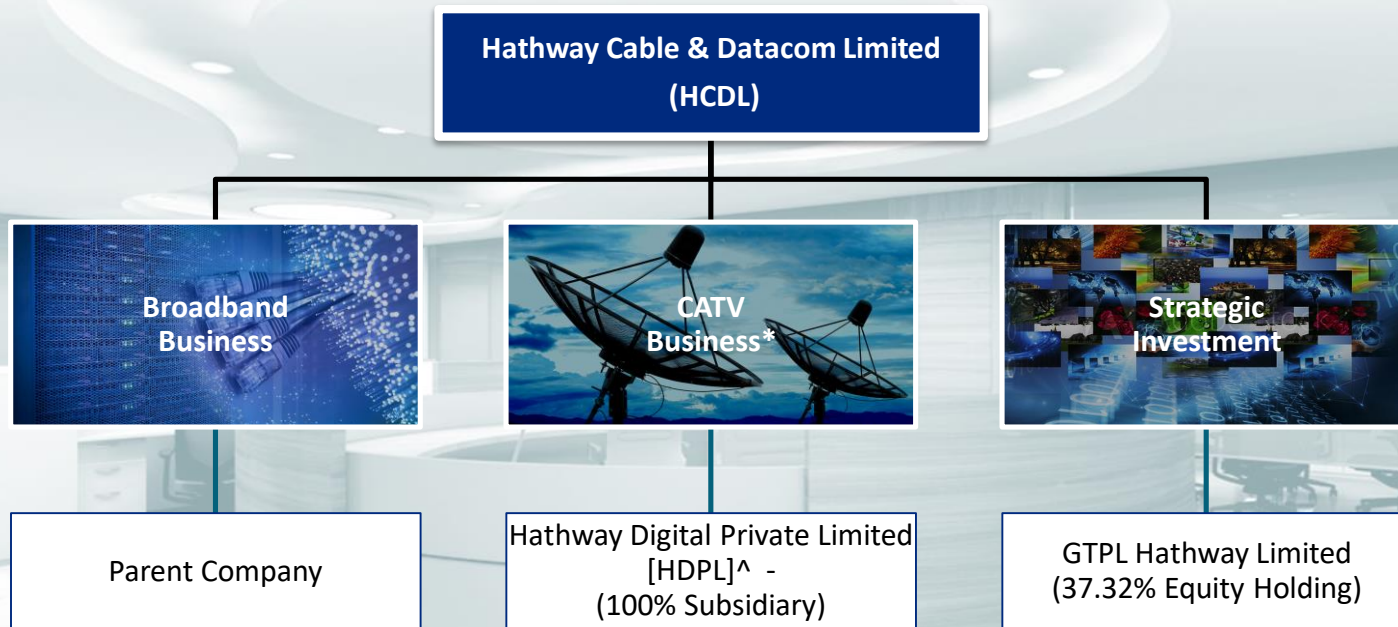 Hathway Cable & Datacom Limited
(HCDL)
Broadband
Business
CATV
Business*
Strategic
Investment
Parent Company
Hathway Digital Private Limited
[HDPL]^ -
(100% Subsidiary)
GTPL Hathway Limited
(37.32% Equity Holding)